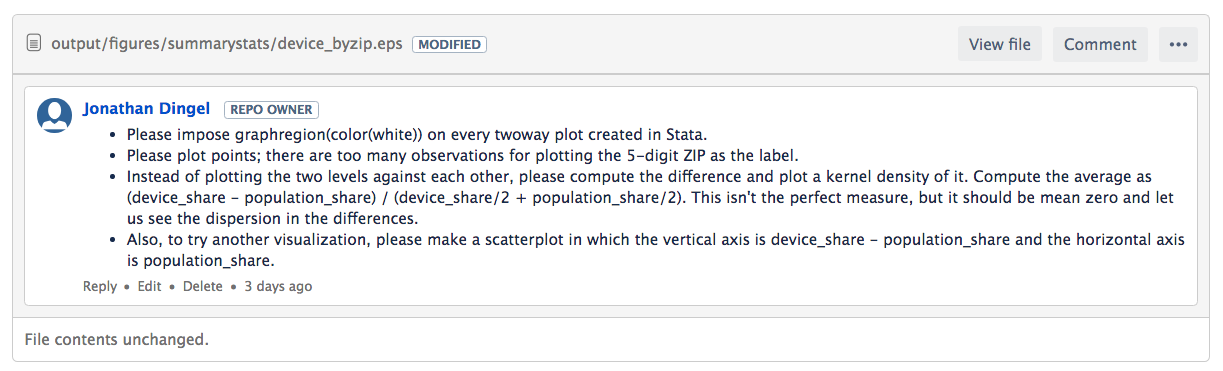 output/figures/summarystats/device_byzip.eps MODIFIED View file Comment •••
Jonathan Dingel REPO OWNER
• Please impose graphregion(color(white)) on every twoway plot created in Stata.
• Please plot points; there are too many observations for plotting the 5-digit ZIP as the label.
• Instead of plotting the two levels against each other, please compute the difference and plot a kernel density of it. Compute the average as
(device_share - population_share) / (device_share/2 + population_share/2). This isn't the perfect measure, but it should be mean zero and let
us see the dispersion in the differences.
• Also, to try another visualization, please make a scatterplot in which the vertical axis is device_share - population_share and the horizontal axis
is population_share.
Reply • Edit • Delete • 3 days ago
File contents unchanged.